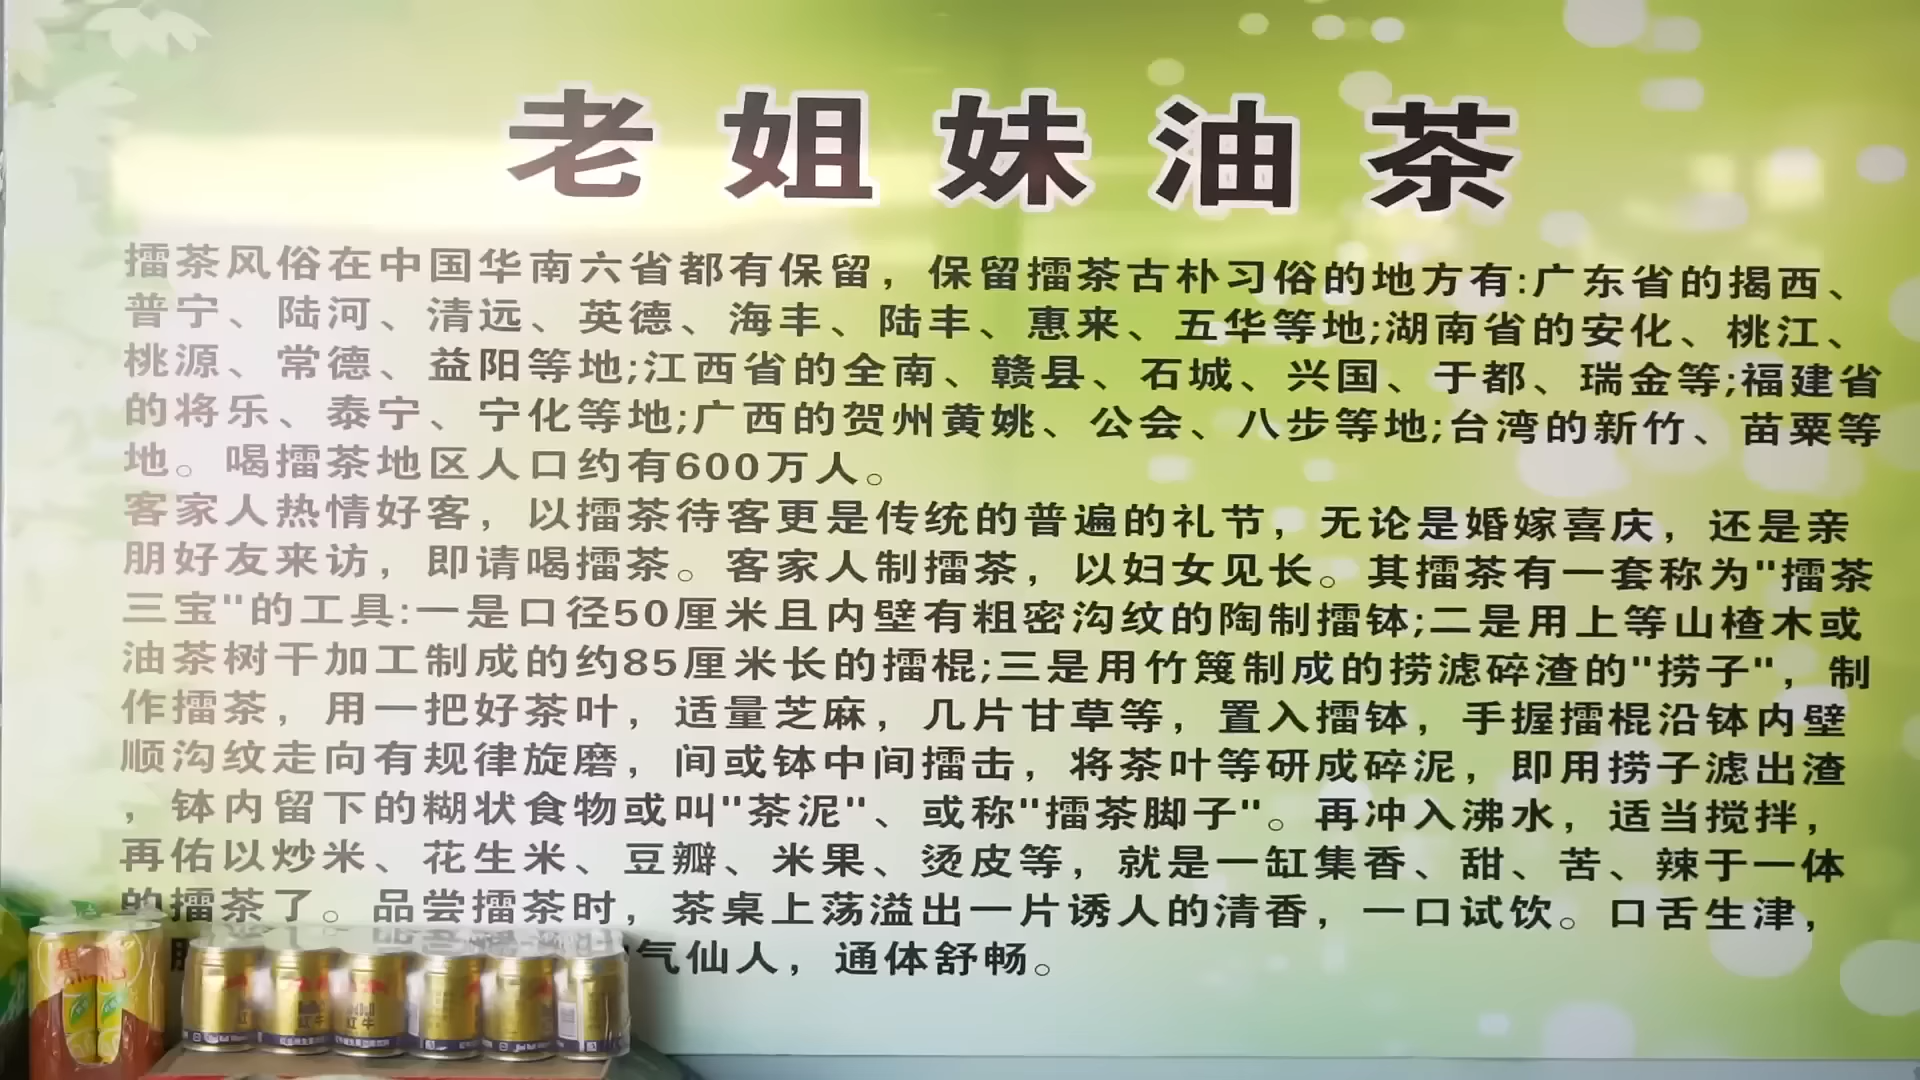 老姐妹油茶
擂茶风俗在中国华南六省都有保留，保留擂茶古朴习俗的地方有:广东省的揭西、
普宁、陆河、清远、英德、海丰、陆丰、惠来、五华等地;湖南省的安化、桃江、
桃源、常德、益阳等地;江西省的全南、赣县、石城、兴国、于都、瑞金等;福建省
的将乐、泰宁、宁化等地;广西的贺州黄姚、公会、八步等地;台湾的新竹、苗粟等
地。喝擂茶地区人口约有600万人。
客家人热情好客，以擂茶待客更是传统的普遍的礼节，无论是婚嫁喜庆，还是亲
朋好友来访，即请喝擂茶。客家人制擂茶，以妇女见长。其擂茶有一套称为"擂茶
三宝"的工具:一是口径50厘米且内壁有粗密沟纹的陶制擂钵;二是用上等山楂木或
油茶树干加工制成的约85厘米长的擂棍;三是用竹篾制成的捞滤碎渣的"捞子"，制
作擂茶，用一把好茶叶，适量芝麻，几片甘草等，置入擂钵，手握擂棍沿钵内壁
顺沟纹走向有规律旋磨，间或钵中间擂击，将茶叶等研成碎泥，即用捞子滤出渣
，钵内留下的糊状食物或叫"茶泥"、或称"擂茶脚子"。再冲入沸水，适当搅拌，
再佑以炒米、花生米、豆瓣、米果、烫皮等，就是一缸集香、甜、苦、辣于一体
的擂茶了。品尝擂茶时，茶桌上荡溢出一片诱人的清香，一口试饮。口舌生津，
气仙人，通体舒畅。
红牛
红牛